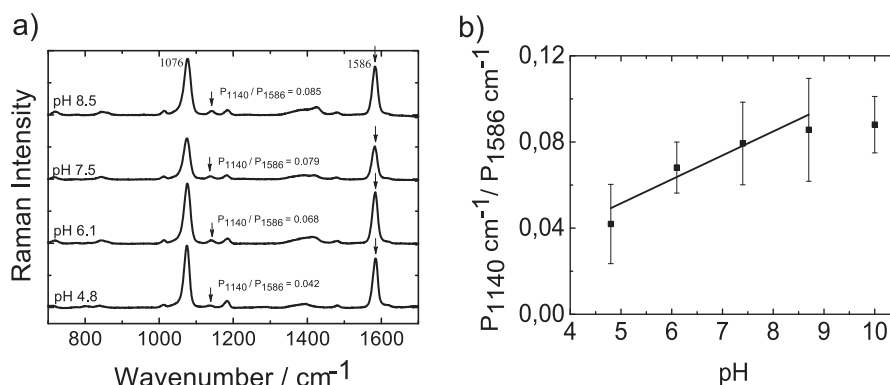 a)
1076
1586
pH 8.5
P1140 / P1586 = 0.085
pH 7.5
P1140 / P1586 = 0.079
pH 6.1
P1140 / P1586 = 0.068
pH 4.8
P1140 / P1586 = 0.042
Raman Intensity
800 1000 1200 1400 1600
Wavenumber / cm-1
b)
0,12
0,08
0,04
0,00
P1140 cm-1/ P1586 cm-1
4 5 6 7 8 9 10
pH